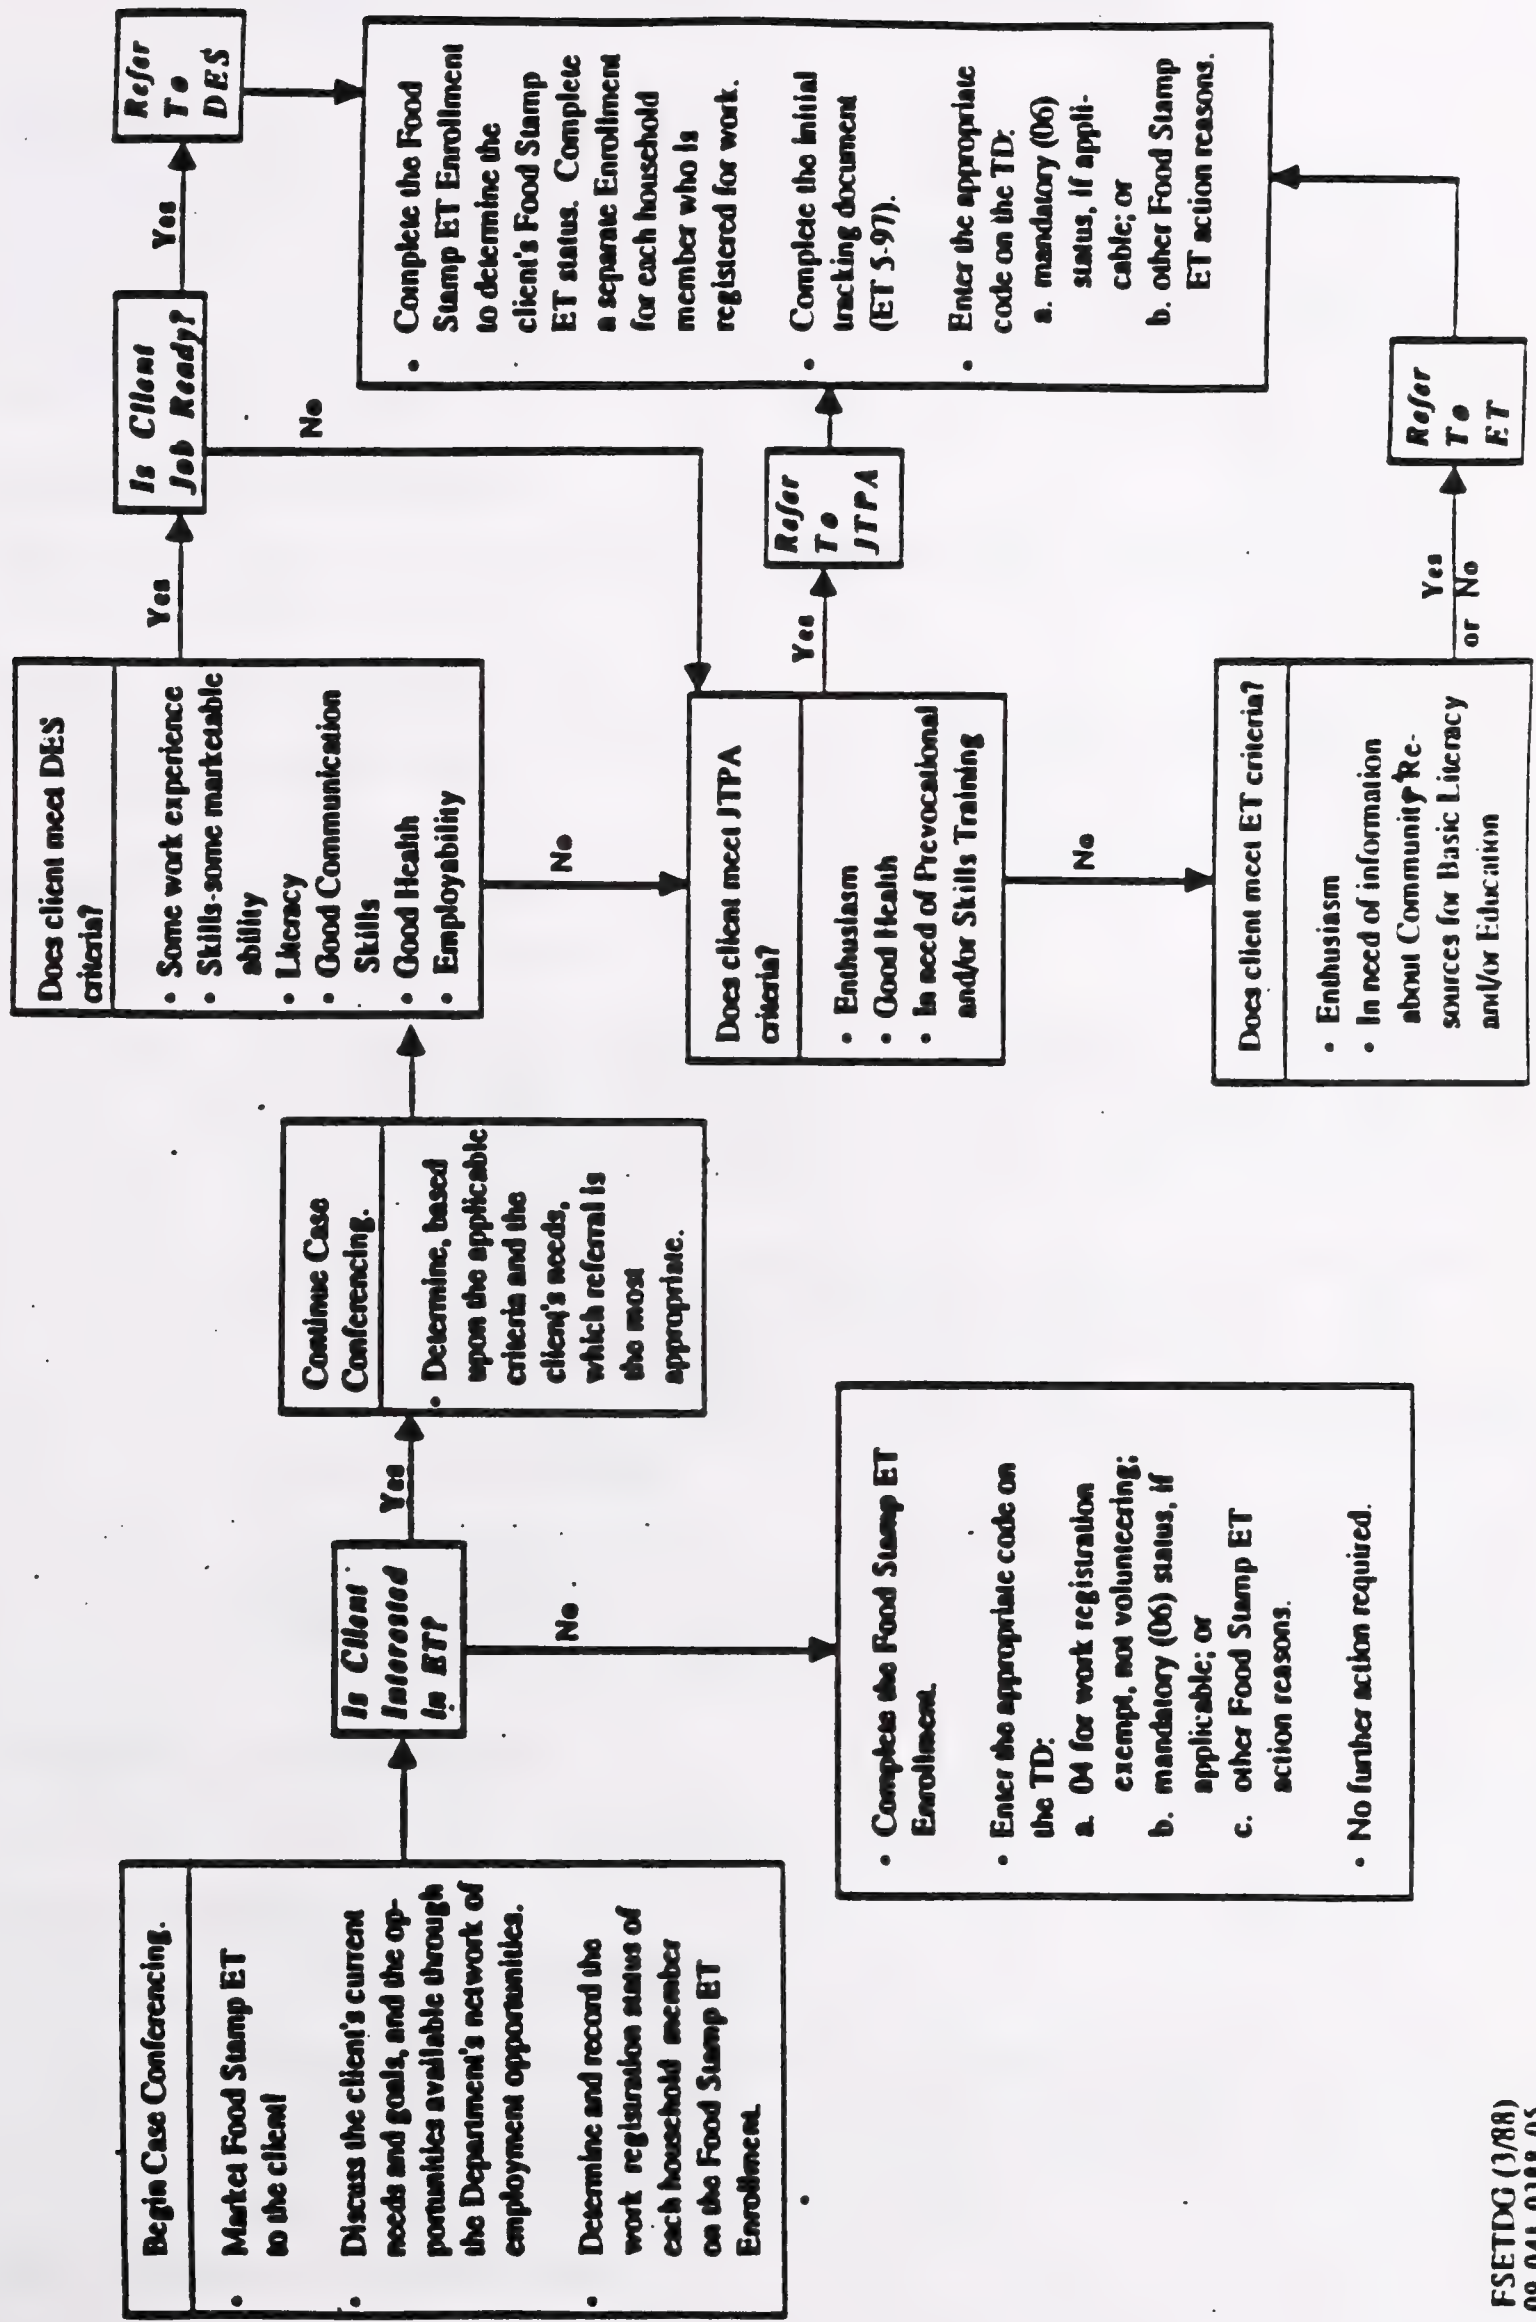 Begin Case Conferencing.
• Market Food Stamp ET
to the client!
• Discuss the client's current
needs and goals, and the op-
portunities available through
the Department's network of
employment opportunities.
• Determine and record the
work registration status of
each household member
on the Food Stamp ET
Enrollment.
Is Client
Interested
In ET?
Yes
No
• Complete the Food Stamp ET
Enrollment.
• Enter the appropriate code on
the TD:
a. 04 for work registration
exempt, not volunteering;
b. mandatory (06) status, if
applicable; or
c. other Food Stamp ET
action reasons.
• No further action required.
Continue Case
Conferencing.
• Determine, based
upon the applicable
criteria and the
client's needs,
which referral is
the most
appropriate.
Does client meet DES
criteria?
• Some work experience
• Skills-some marketable
ability
• Literacy
• Good Communication
Skills
• Good Health
• Employability
Yes
No
Is Client
Job Ready?
Yes
No
Refer
To
DES
Does client meet JTPA
criteria?
• Enthusiasm
• Good Health
• In need of Prevocational
and/or Skills Training
Yes
No
Refer
To
JTPA
Does client meet ET criteria?
• Enthusiasm
• In need of information
about Community Re-
sources for Basic Literacy
and/or Education
Yes
or No
Refer
To
ET
• Complete the Food
Stamp ET Enrollment
to determine the
client's Food Stamp
ET status. Complete
a separate Enrollment
for each household
member who is
registered for work.
• Complete the initial
tracking document
(ET 5-97).
• Enter the appropriate
code on the TD:
a. mandatory (06)
status, if appli-
cable; or
b. other Food Stamp
ET action reasons.
FSETDG (3/88)